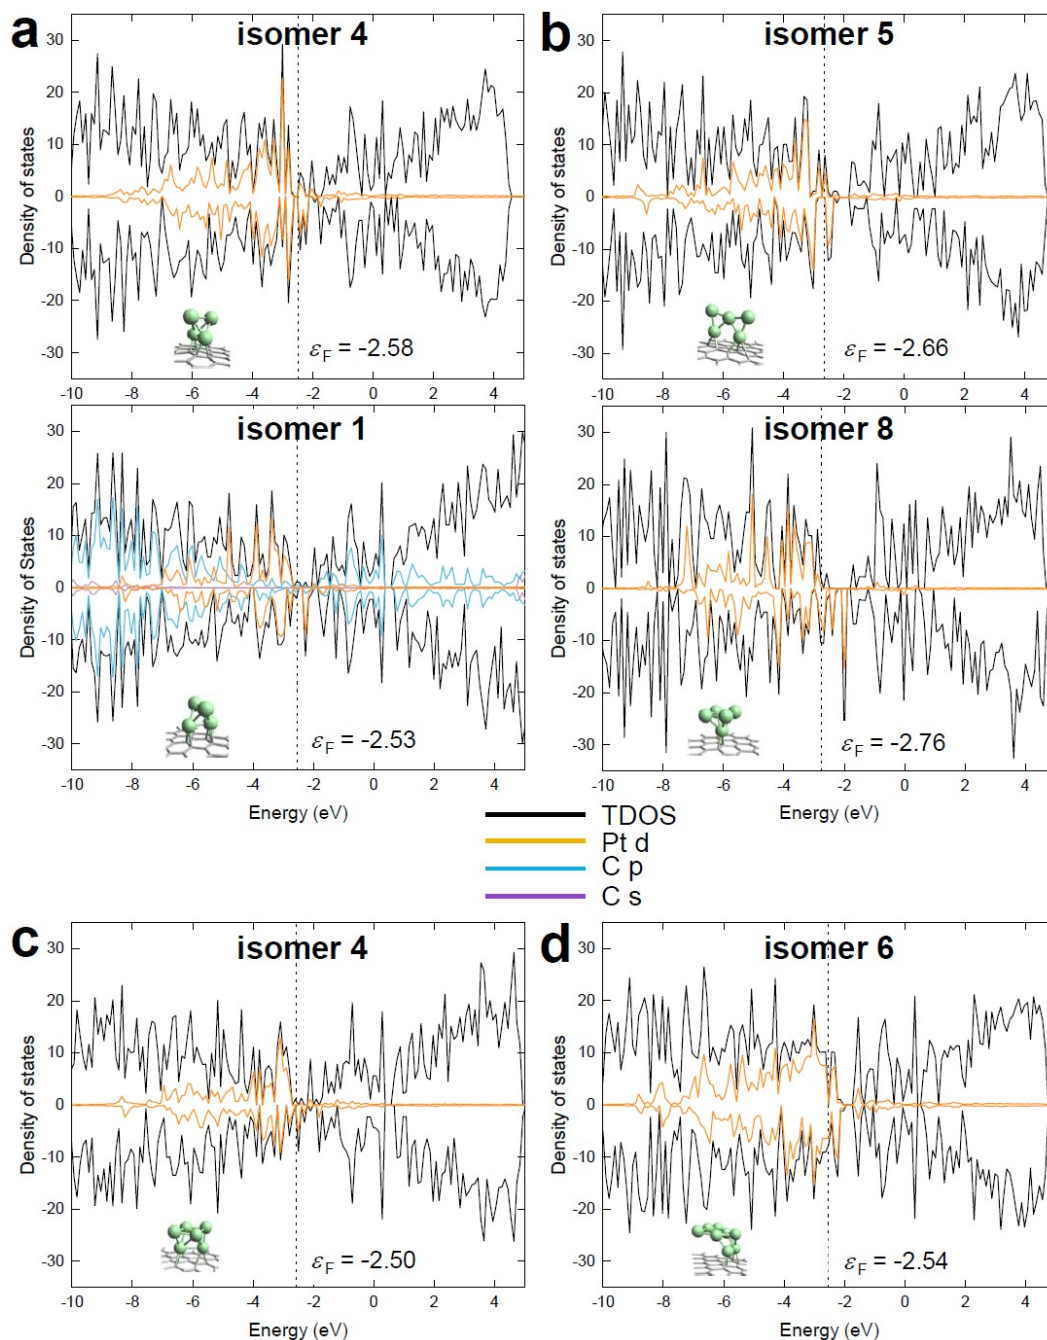 a
isomer 4
Density of states
30
20
10
0
-10
-20
-30
εF = -2.58
-10 -8 -6 -4 -2 0 2 4
b
isomer 5
Density of states
30
20
10
0
-10
-20
-30
εF = -2.66
-10 -8 -6 -4 -2 0 2 4
isomer 1
Density of States
30
20
10
0
-10
-20
-30
εF = -2.53
-10 -8 -6 -4 -2 0 2 4
Energy (eV)
isomer 8
Density of states
30
20
10
0
-10
-20
-30
εF = -2.76
-10 -8 -6 -4 -2 0 2 4
Energy (eV)
TDOS
Pt d
C p
C s
c
isomer 4
Density of states
30
20
10
0
-10
-20
-30
εF = -2.50
-10 -8 -6 -4 -2 0 2 4
Energy (eV)
d
isomer 6
Density of states
30
20
10
0
-10
-20
-30
εF = -2.54
-10 -8 -6 -4 -2 0 2 4
Energy (eV)